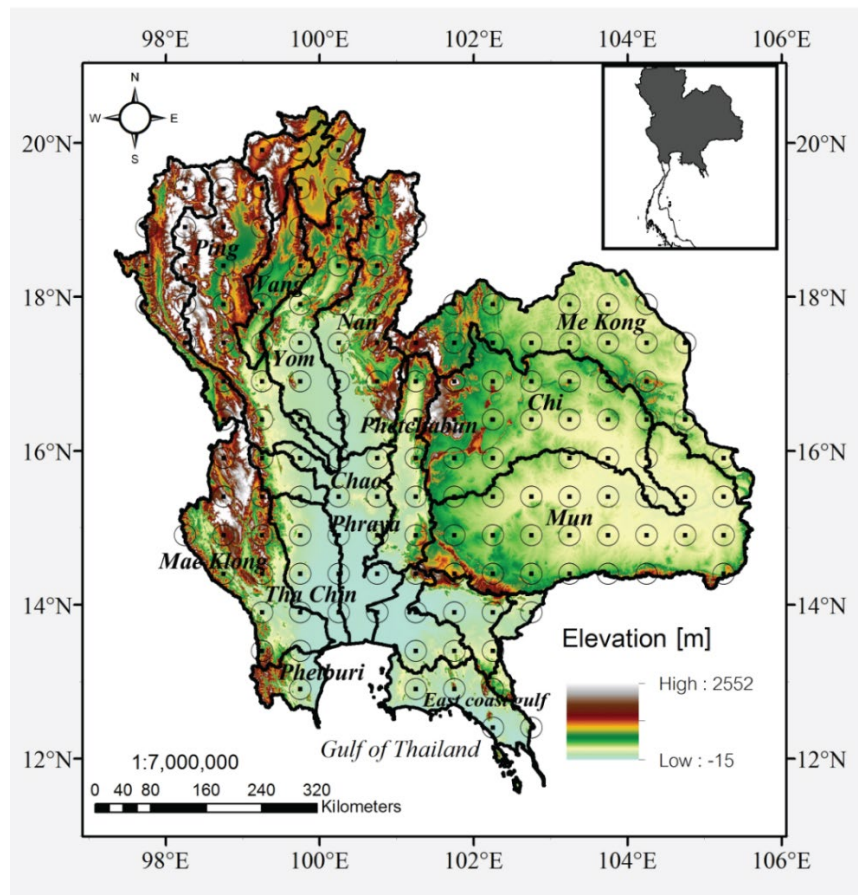 98°E 100°E 102°E 104°E 106°E
N
W E
S
20°N 20°N
18°N 18°N
16°N 16°N
14°N 14°N
12°N 12°N
Ping
Wang
Nan
Me Kong
Yom
Chi
Phetchabun
Chao
Phraya
Mun
Mae Klong
Tha Chin
Phetburi
East coast gulf
Gulf of Thailand
Elevation [m]
High : 2552
Low : -15
1:7,000,000
0 40 80 160 240 320
Kilometers
98°E 100°E 102°E 104°E 106°E